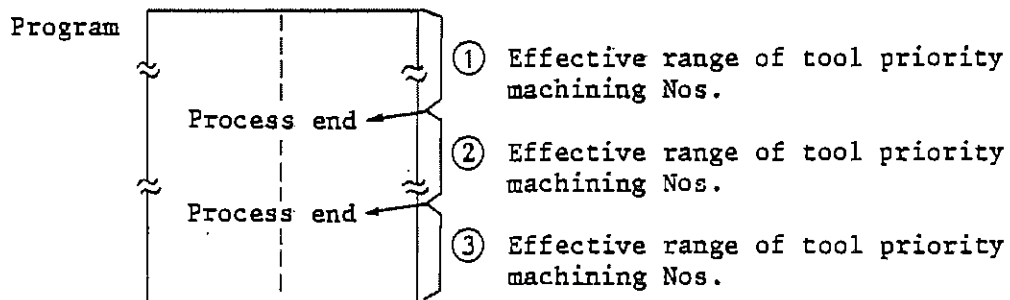 Program
① Effective range of tool priority
machining Nos.
Process end
② Effective range of tool priority
machining Nos.
Process end
③ Effective range of tool priority
machining Nos.